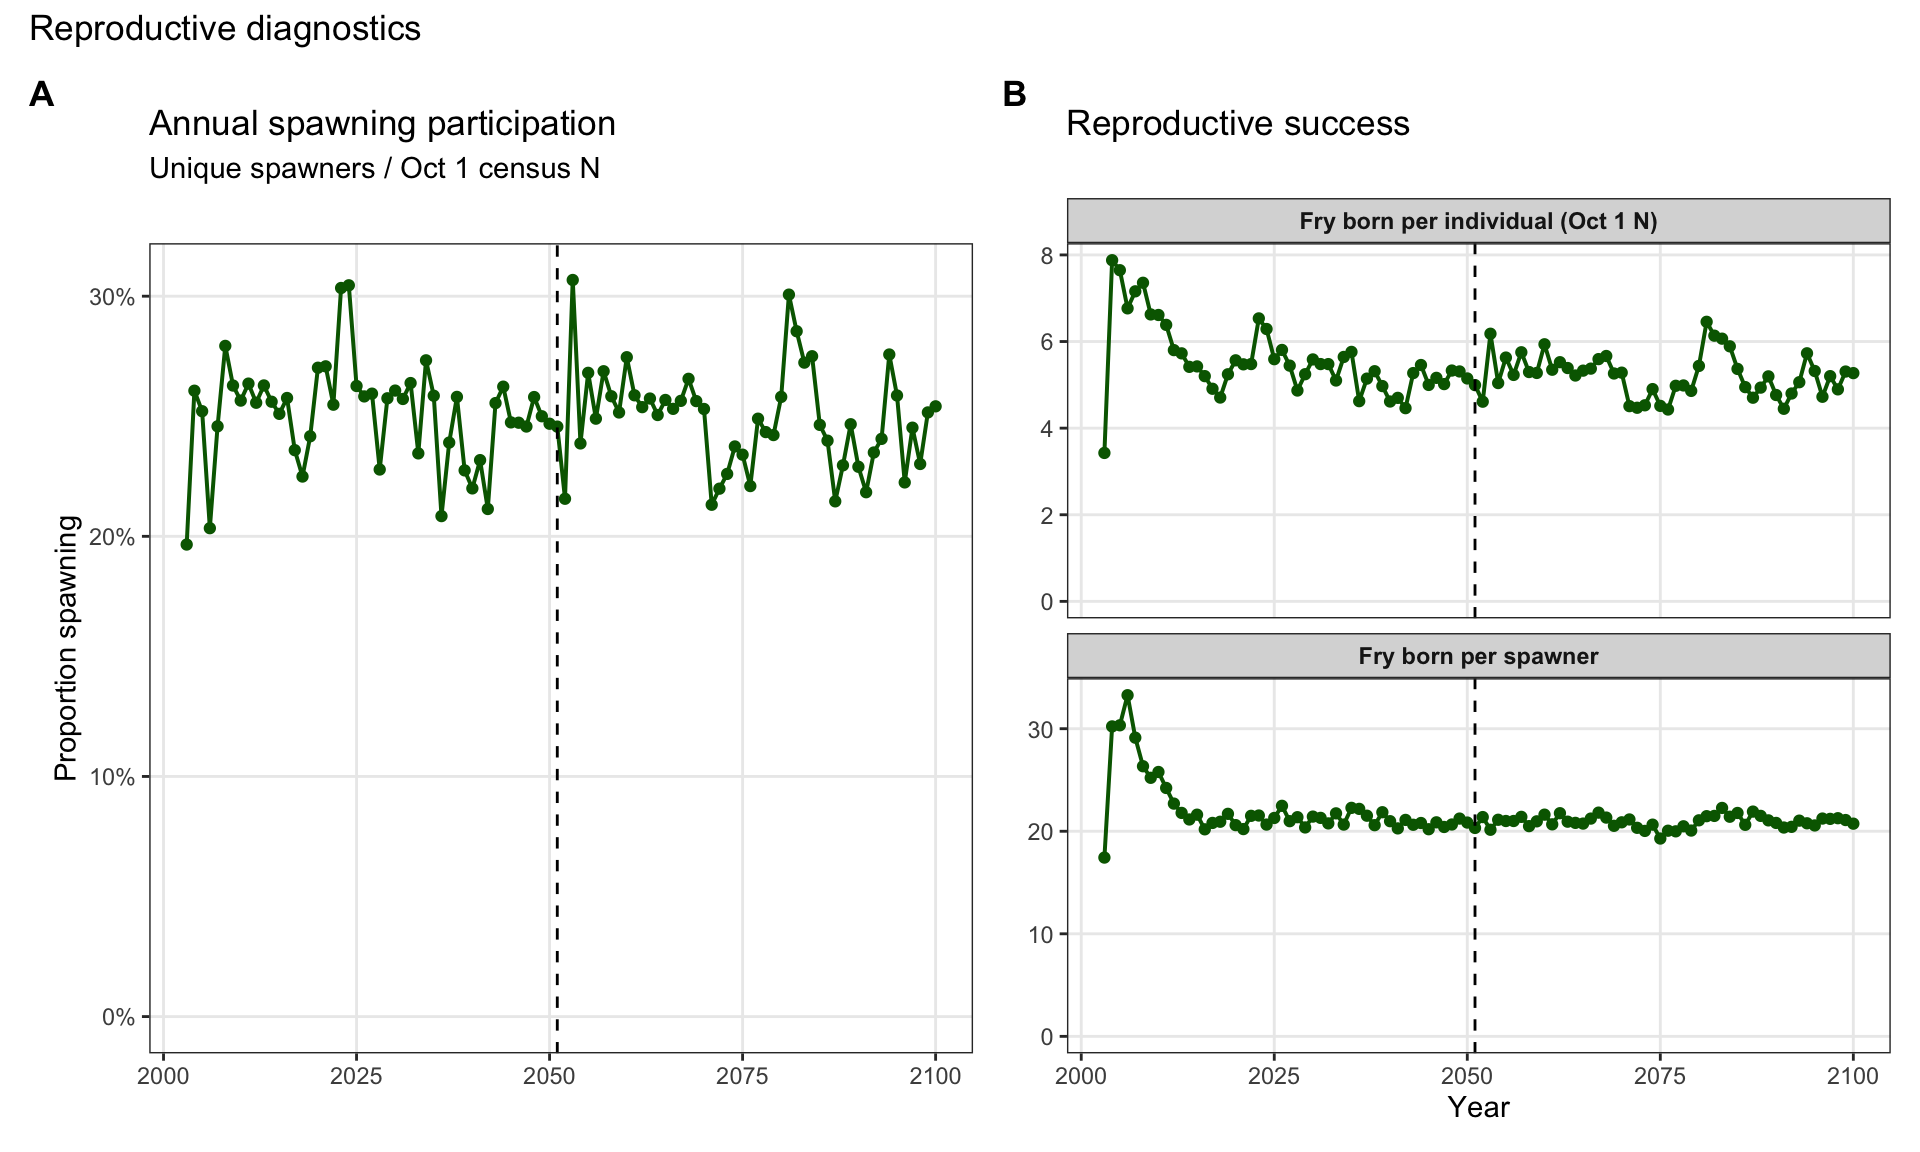 Reproductive diagnostics
A
Annual spawning participation
Unique spawners / Oct 1 census N
Proportion spawning
30%
20%
10%
0%
2000 2025 2050 2075 2100
B
Reproductive success
Fry born per individual (Oct 1 N)
8
6
4
2
0
Fry born per spawner
30
20
10
0
2000 2025 2050 2075 2100
Year